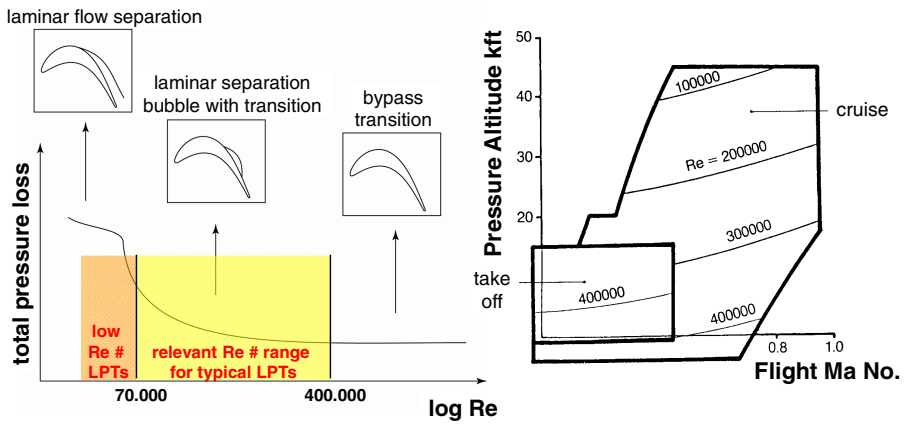 laminar flow separation
laminar separation
bubble with transition
bypass
transition
total pressure loss
low
Re #
LPTs
relevant Re # range
for typical LPTs
70.000
400.000
log Re
Pressure Altitude kft
50
40
30
20
100000
cruise
Re = 200000
300000
take
off
400000
400000
0.8
1.0
Flight Ma No.